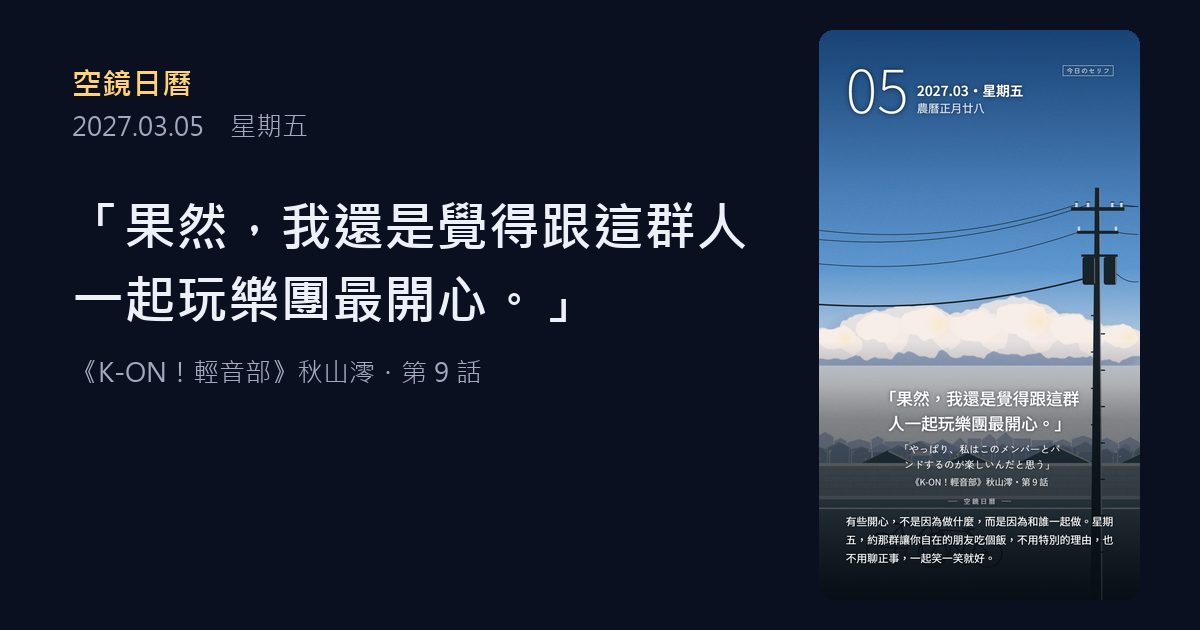 空鏡日曆
2027.03.05　星期五
「果然，我還是覺得跟這群人
一起玩樂團最開心。」
《K-ON！輕音部》秋山澪．第 9 話
05
2027.03・星期五
農曆正月廿八
今日のセリフ
「果然，我還是覺得跟這群
人一起玩樂團最開心。」
「やっぱり、私はこのメンバーとバ
ンドするのが楽しいんだと思う」
《K-ON！輕音部》秋山澪・第 9 話
空鏡日曆
有些開心，不是因為做什麼，而是因為和誰一起做。星期
五，約那群讓你自在的朋友吃個飯，不用特別的理由，也
不用聊正事，一起笑一笑就好。